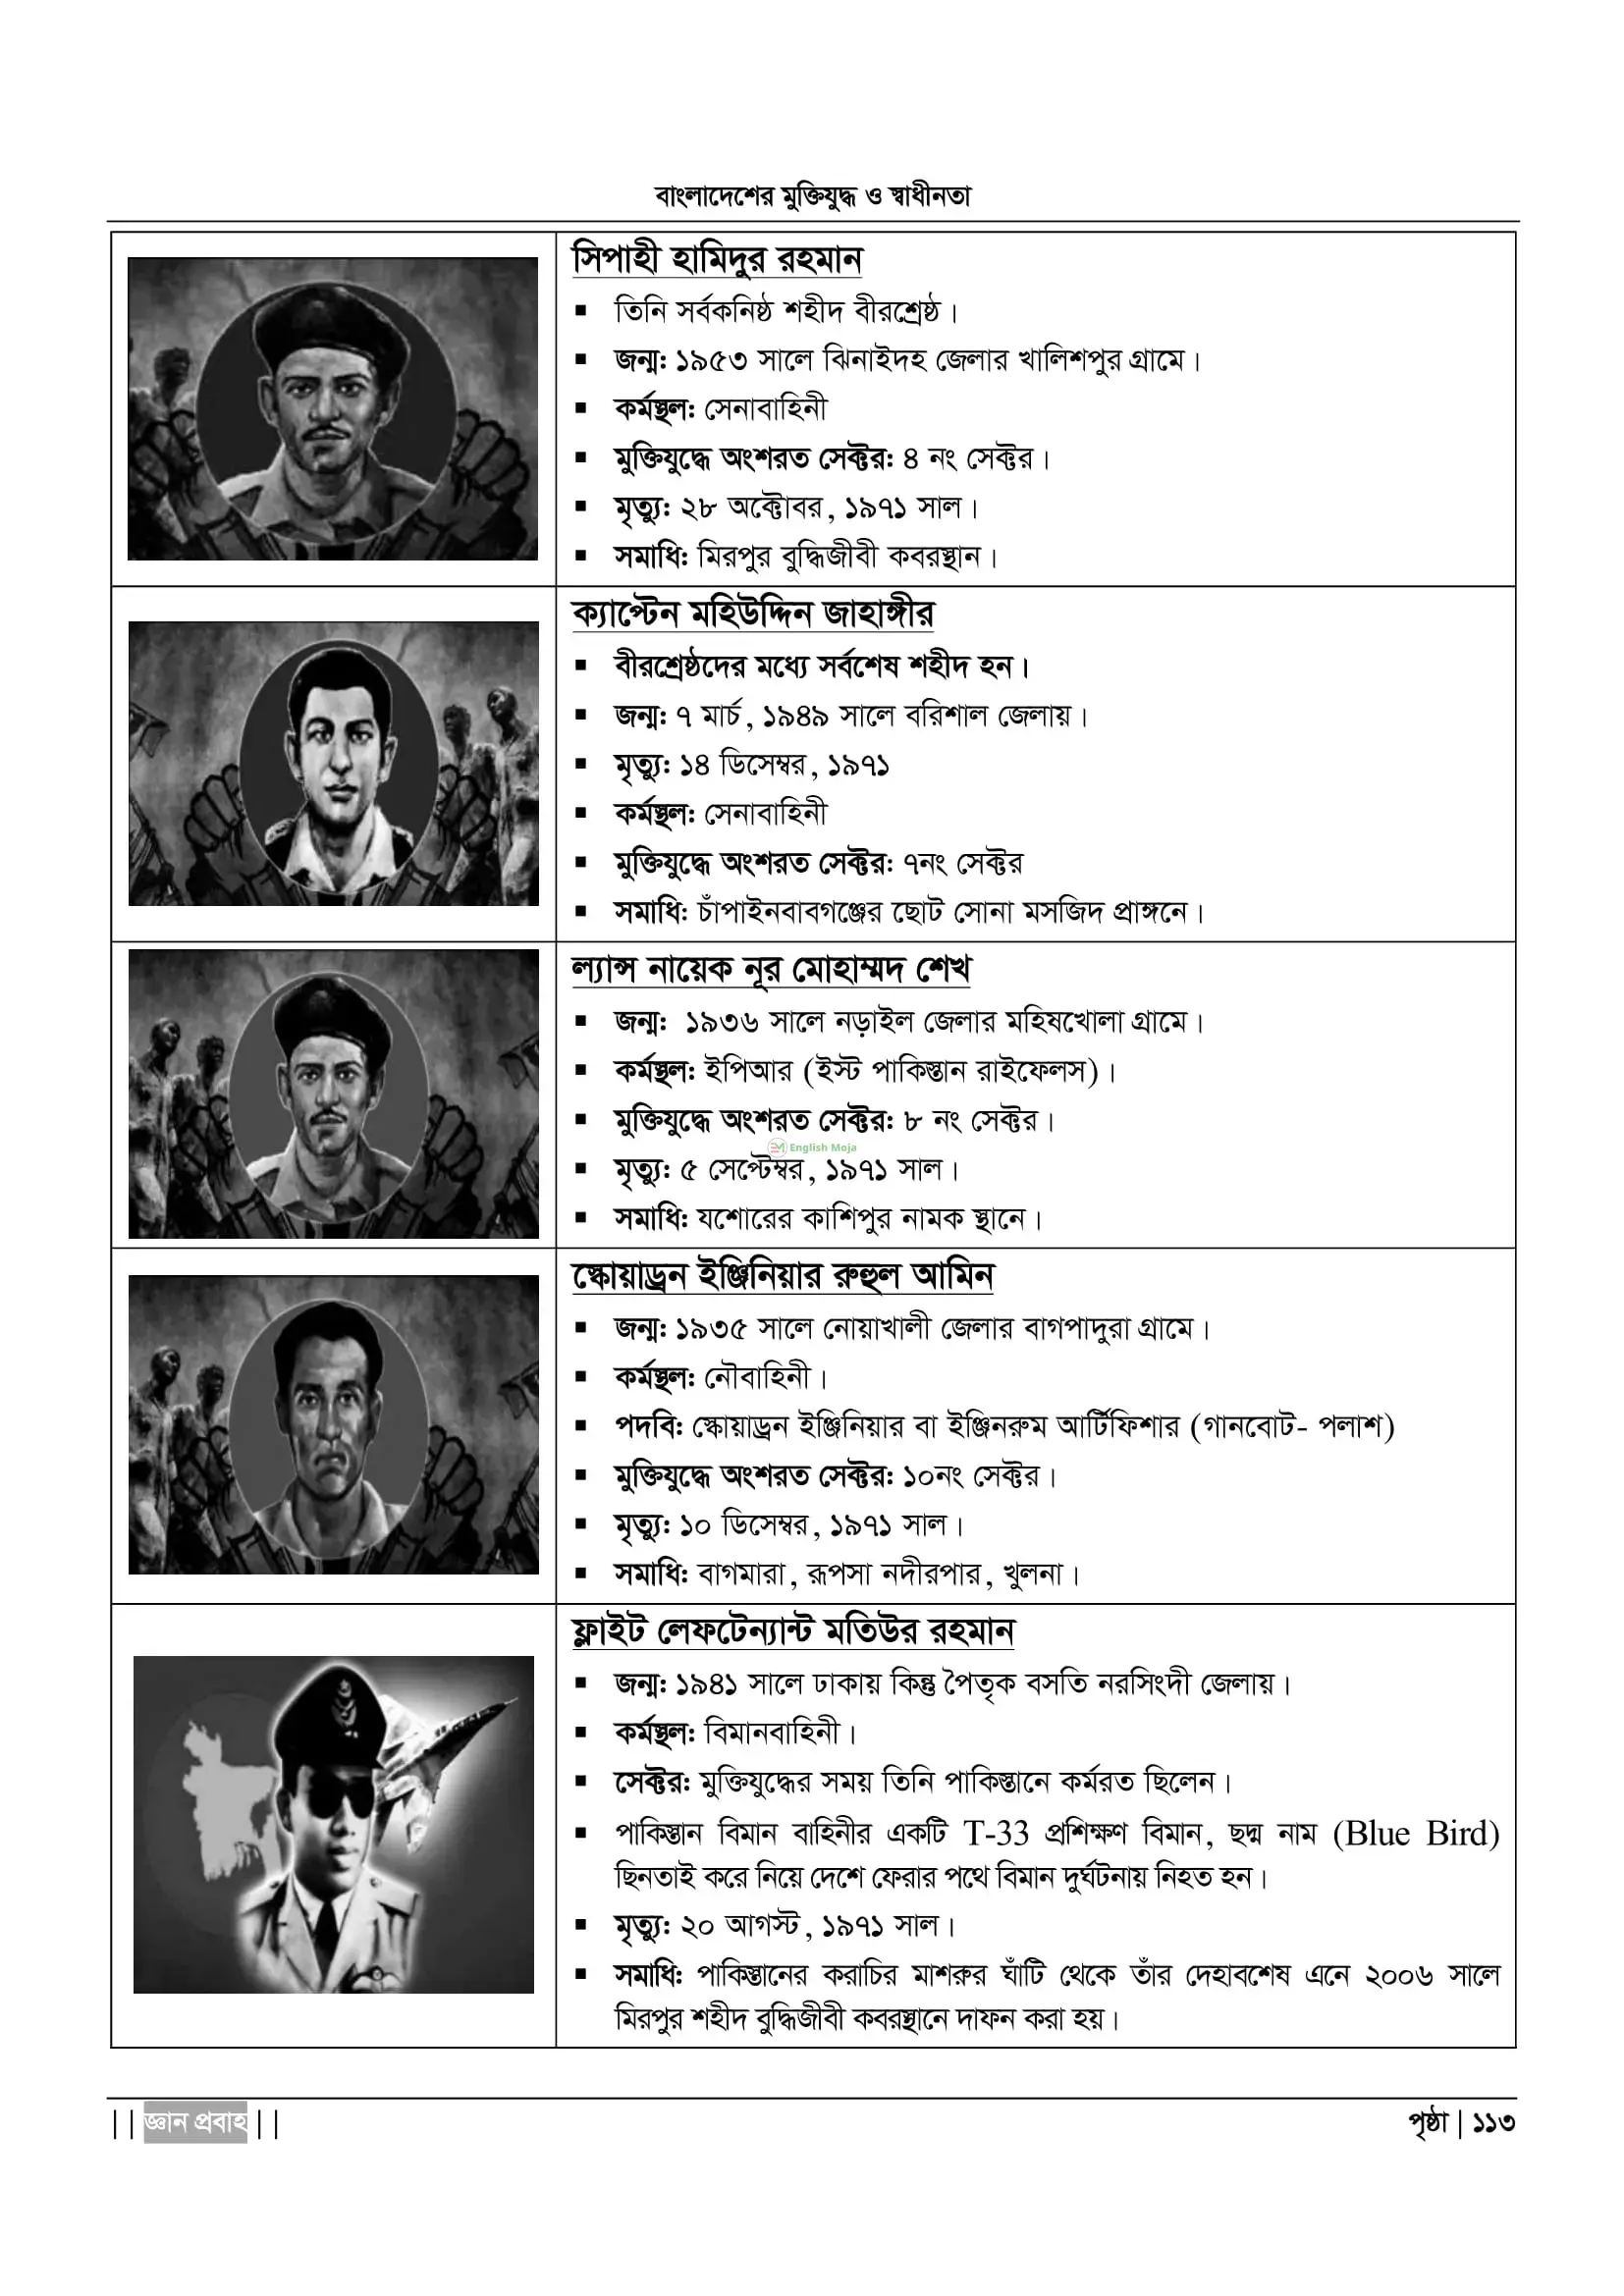 বাংলাদেশের মুক্তিযুদ্ধ ও স্বাধীনতা
সিপাহী হামিদুর রহমান
▪ তিনি সর্বকনিষ্ঠ শহীদ বীরশ্রেষ্ঠ।
▪ জন্ম: ১৯৫৩ সালে ঝিনাইদহ জেলার খালিশপুর গ্রামে।
▪ কর্মস্থল: সেনাবাহিনী
▪ মুক্তিযুদ্ধে অংশরত সেক্টর: ৪ নং সেক্টর।
▪ মৃত্যু: ২৮ অক্টোবর, ১৯৭১ সাল।
▪ সমাধি: মিরপুর বুদ্ধিজীবী কবরস্থান।
ক্যাপ্টেন মহিউদ্দিন জাহাঙ্গীর
▪ বীরশ্রেষ্ঠদের মধ্যে সর্বশেষ শহীদ হন।
▪ জন্ম: ৭ মার্চ, ১৯৪৯ সালে বরিশাল জেলায়।
▪ মৃত্যু: ১৪ ডিসেম্বর, ১৯৭১
▪ কর্মস্থল: সেনাবাহিনী
▪ মুক্তিযুদ্ধে অংশরত সেক্টর: ৭নং সেক্টর
▪ সমাধি: চাঁপাইনবাবগঞ্জের ছোট সোনা মসজিদ প্রাঙ্গনে।
ল্যান্স নায়েক নূর মোহাম্মদ শেখ
▪ জন্ম: ১৯৩৬ সালে নড়াইল জেলার মহিষখোলা গ্রামে।
▪ কর্মস্থল: ইপিআর (ইস্ট পাকিস্তান রাইফেলস)।
▪ মুক্তিযুদ্ধে অংশরত সেক্টর: ৮ নং সেক্টর।
English Moja
▪ মৃত্যু: ৫ সেপ্টেম্বর, ১৯৭১ সাল।
▪ সমাধি: যশোরের কাশিপুর নামক স্থানে।
স্কোয়াড্রন ইঞ্জিনিয়ার রুহুল আমিন
▪ জন্ম: ১৯৩৫ সালে নোয়াখালী জেলার বাগপাদুরা গ্রামে।
▪ কর্মস্থল: নৌবাহিনী।
▪ পদবি: স্কোয়াড্রন ইঞ্জিনিয়ার বা ইঞ্জিনরুম আর্টিফিশার (গানবোট- পলাশ)
▪ মুক্তিযুদ্ধে অংশরত সেক্টর: ১০নং সেক্টর।
▪ মৃত্যু: ১০ ডিসেম্বর, ১৯৭১ সাল।
▪ সমাধি: বাগমারা, রূপসা নদীরপার, খুলনা।
ফ্লাইট লেফটেন্যান্ট মতিউর রহমান
▪ জন্ম: ১৯৪১ সালে ঢাকায় কিন্তু পৈতৃক বসতি নরসিংদী জেলায়।
▪ কর্মস্থল: বিমানবাহিনী।
▪ সেক্টর: মুক্তিযুদ্ধের সময় তিনি পাকিস্তানে কর্মরত ছিলেন।
▪ পাকিস্তান বিমান বাহিনীর একটি T-33 প্রশিক্ষণ বিমান, ছদ্ম নাম (Blue Bird)
ছিনতাই করে নিয়ে দেশে ফেরার পথে বিমান দুর্ঘটনায় নিহত হন।
▪ মৃত্যু: ২০ আগস্ট, ১৯৭১ সাল।
▪ সমাধি: পাকিস্তানের করাচির মাশরুর ঘাঁটি থেকে তাঁর দেহাবশেষ এনে ২০০৬ সালে
মিরপুর শহীদ বুদ্ধিজীবী কবরস্থানে দাফন করা হয়।
|| জ্ঞান প্রবাহ ||
পৃষ্ঠা | ১১৩